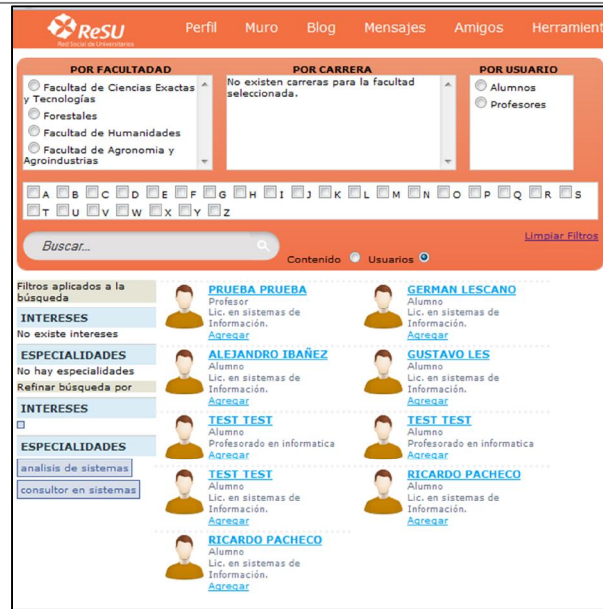 ReSU
Red Social de Universitarios
Perfil Muro Blog Mensajes Amigos Herramient
POR FACULTADAD
Facultad de Ciencias Exactas
y Tecnologías
Forestales
Facultad de Humanidades
Facultad de Agronomia y
Agroindustrias
POR CARRERA
No existen carreras para la facultad
seleccionada.
POR USUARIO
Alumnos
Profesores
A B C D E F G H I J K L M N O P Q R S
T U V W X Y Z
Buscar...
Contenido Usuarios
Limpiar Filtros
Filtros aplicados a la
búsqueda
INTERESES
No existe intereses
ESPECIALIDADES
No hay especialidades
Refinar búsqueda por
INTERESES
ESPECIALIDADES
analisis de sistemas
consultor en sistemas
PRUEBA PRUEBA
Profesor
Lic. en sistemas de
Información.
Agregar
GERMAN LESCANO
Alumno
Lic. en sistemas de
Información.
Agregar
ALEJANDRO IBAÑEZ
Alumno
Lic. en sistemas de
Información.
Agregar
GUSTAVO LES
Alumno
Lic. en sistemas de
Información.
Agregar
TEST TEST
Alumno
Profesorado en informatica
Agregar
TEST TEST
Alumno
Profesorado en informatica
Agregar
TEST TEST
Alumno
Lic. en sistemas de
Información.
Agregar
RICARDO PACHECO
Alumno
Lic. en sistemas de
Información.
Agregar
RICARDO PACHECO
Alumno
Lic. en sistemas de
Información.
Agregar